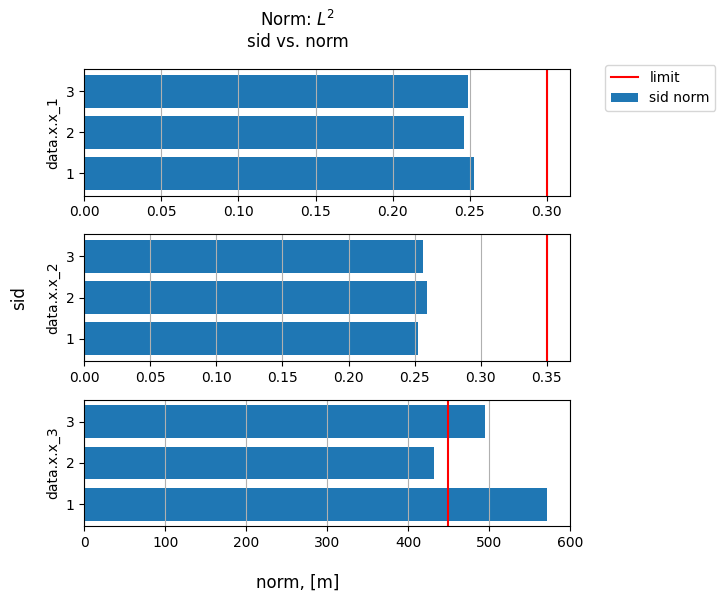 Norm: L²
sid vs. norm
limit
sid norm
data.x.x_1
3
2
1
0.00 0.05 0.10 0.15 0.20 0.25 0.30
sid
data.x.x_2
3
2
1
0.00 0.05 0.10 0.15 0.20 0.25 0.30 0.35
data.x.x_3
3
2
1
0 100 200 300 400 500 600
norm, [m]